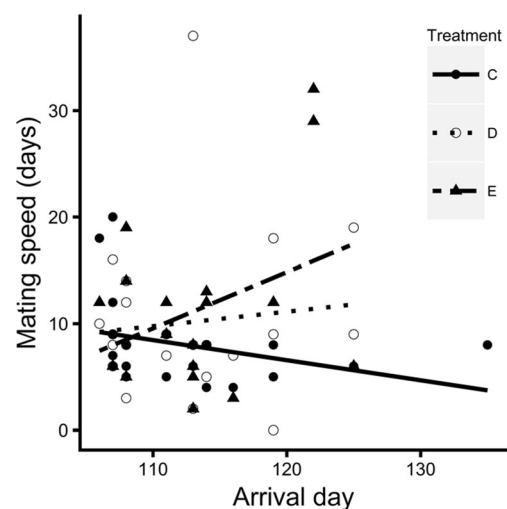 Treatment
C
D
E
30
20
10
0
Mating speed (days)
110 120 130
Arrival day